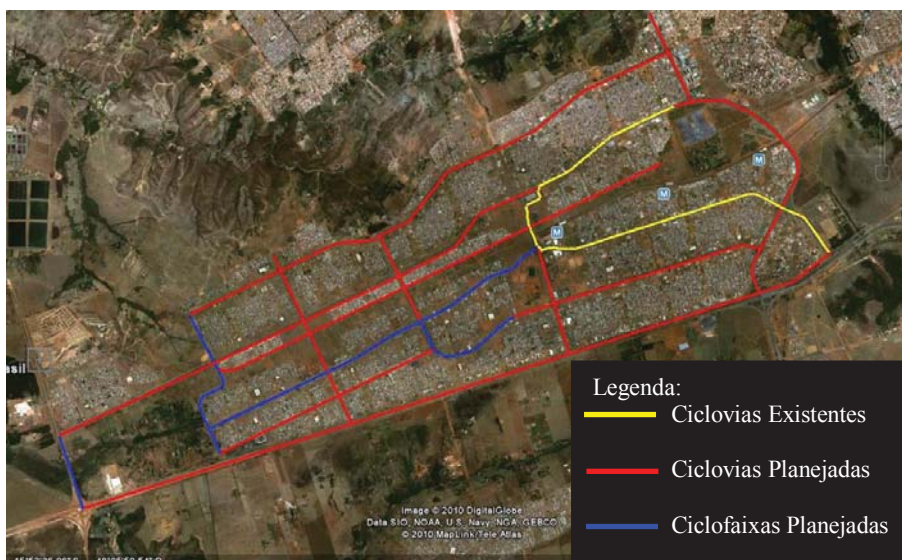 M
M
M
asil
Legenda:
Ciclovias Existentes
Ciclovias Planejadas
Ciclofaixas Planejadas
Image © 2010 DigitalGlobe
Data SIO, NOAA, U.S. Navy, NGA, GEBCO
© 2010 MapLink/Tele Atlas